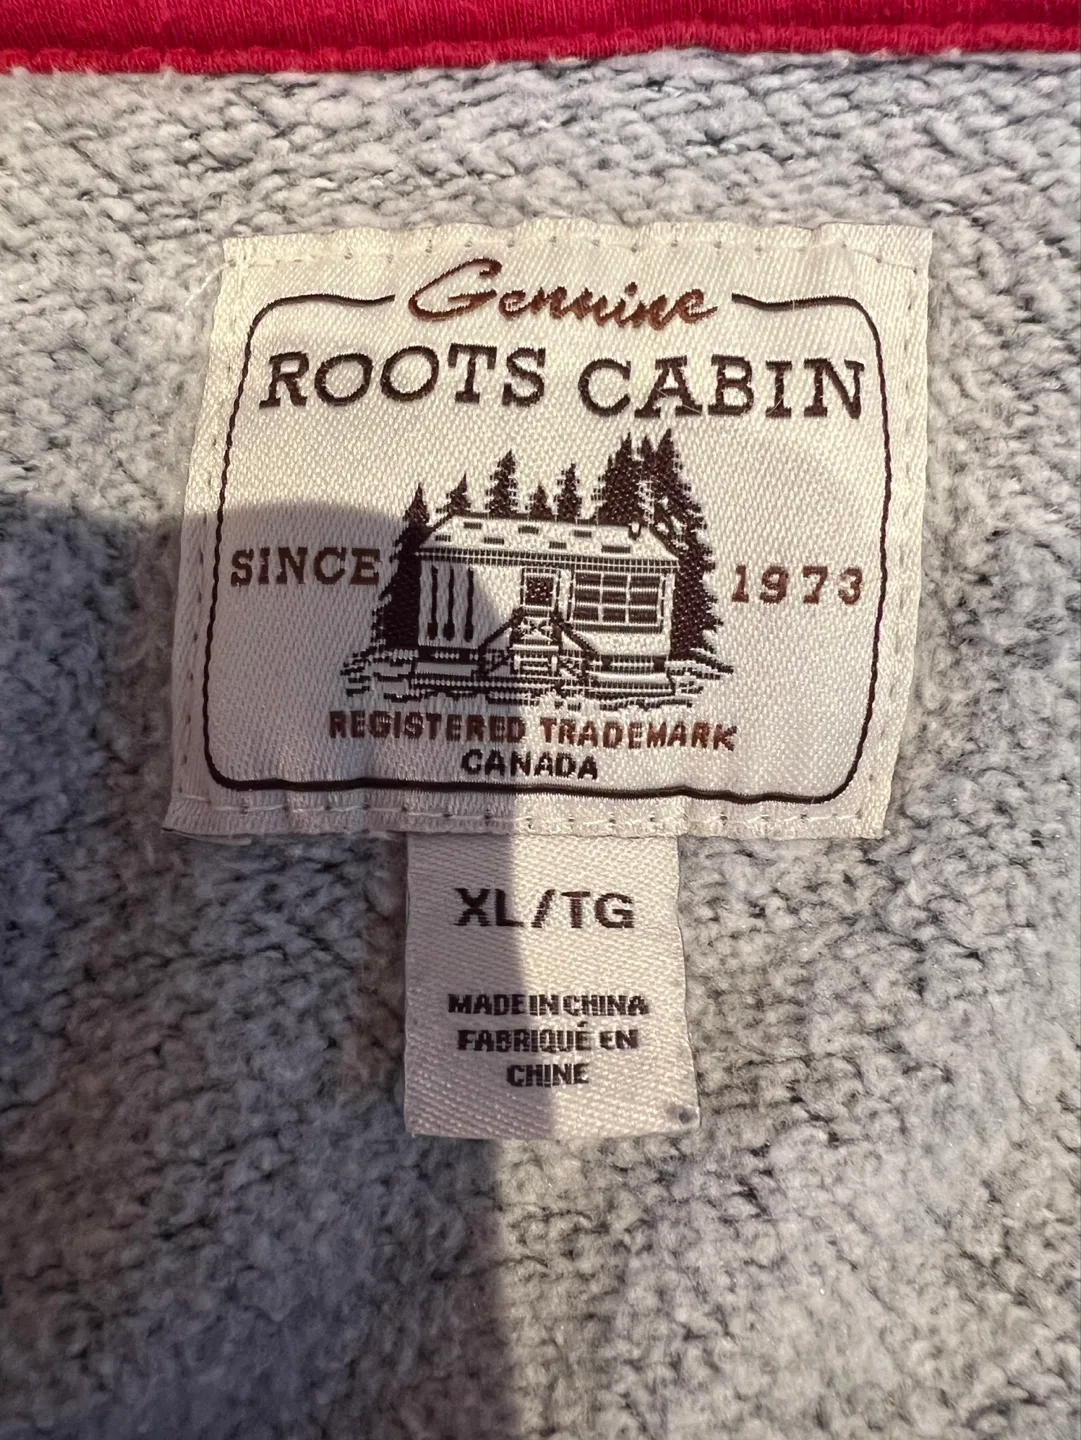 Genuine
ROOTS CABIN
SINCE 1973
REGISTERED TRADEMARK
CANADA
XL/TG
MADE IN CHINA
FABRIQUÉ EN
CHINE